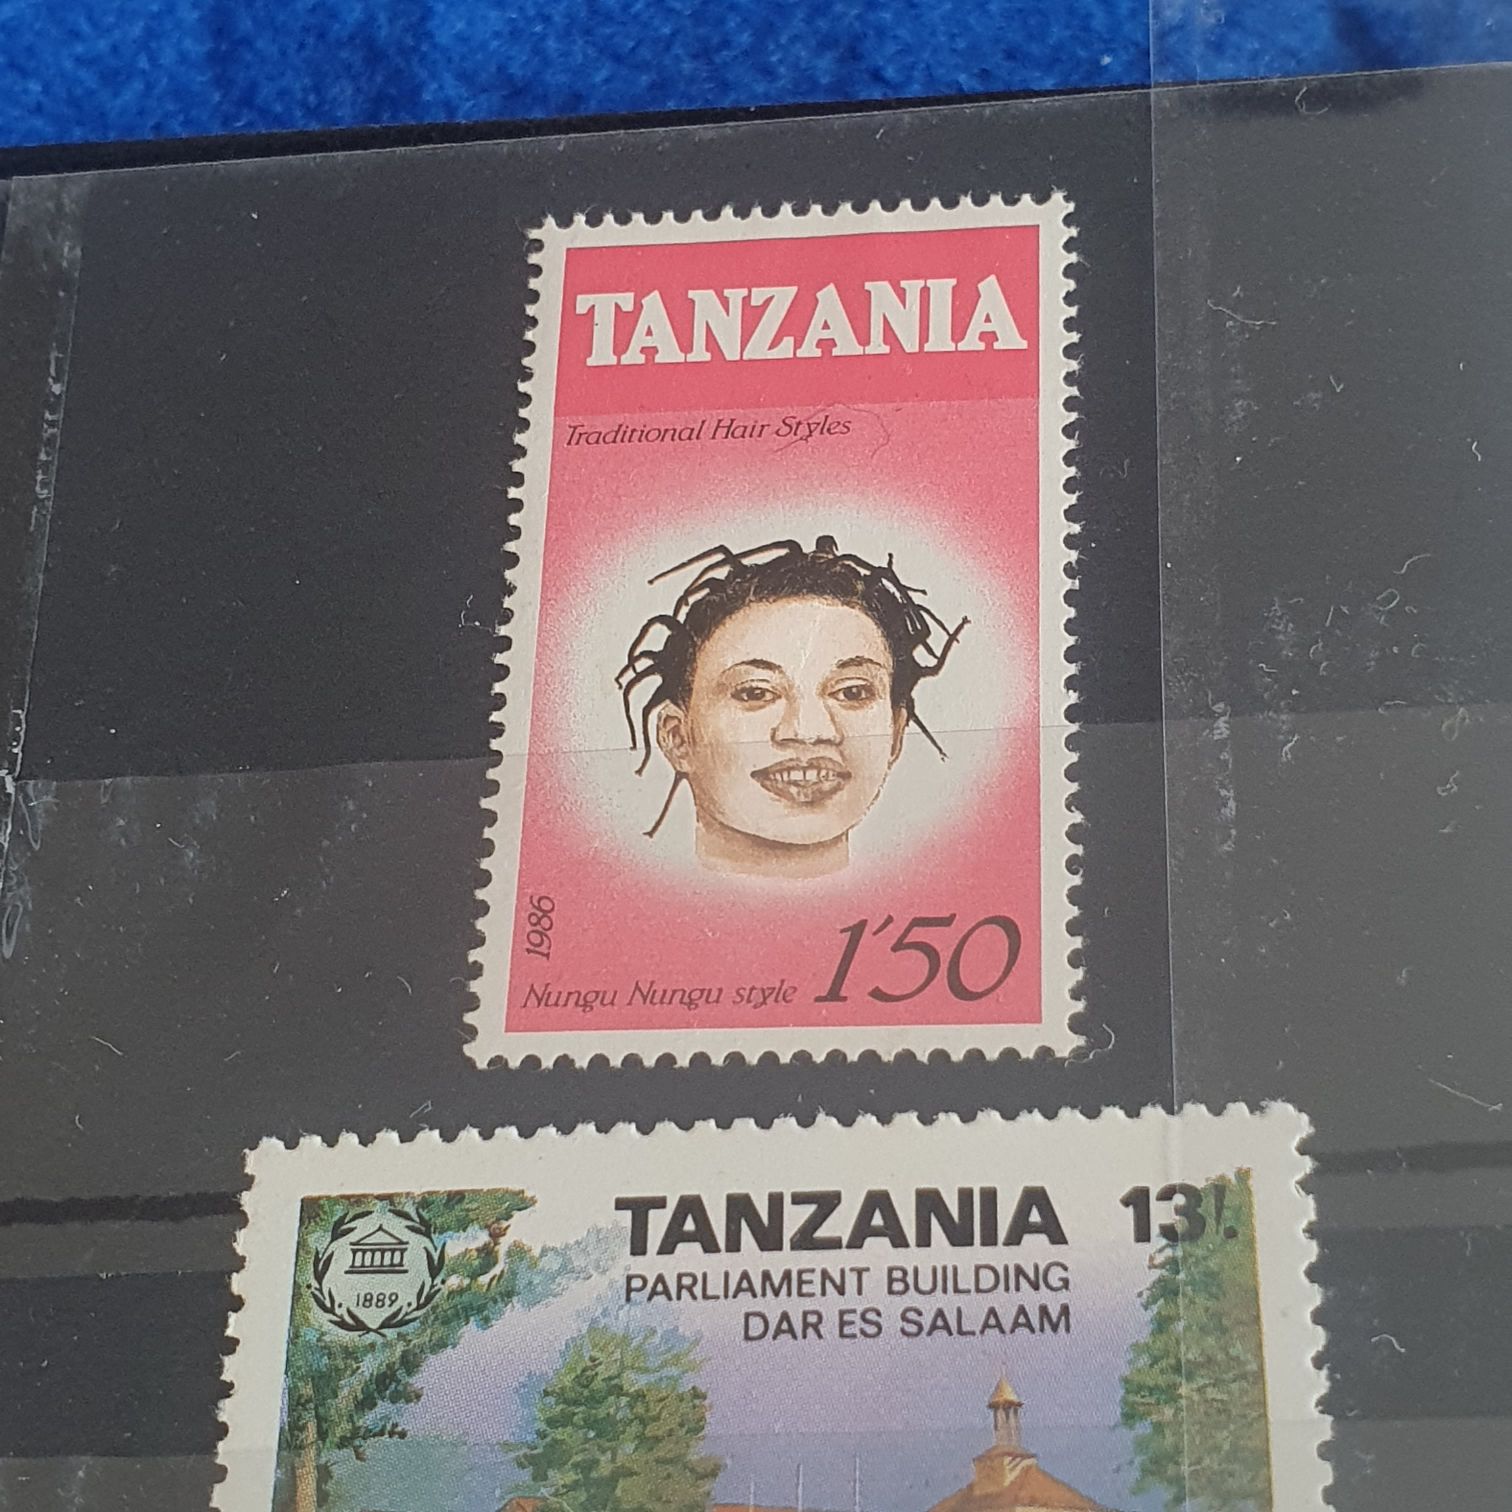 TANZANIA
Traditional Hair Styles
1986
Nungu Nungu style 1'50
TANZANIA 13/.
PARLIAMENT BUILDING
DAR ES SALAAM
1889